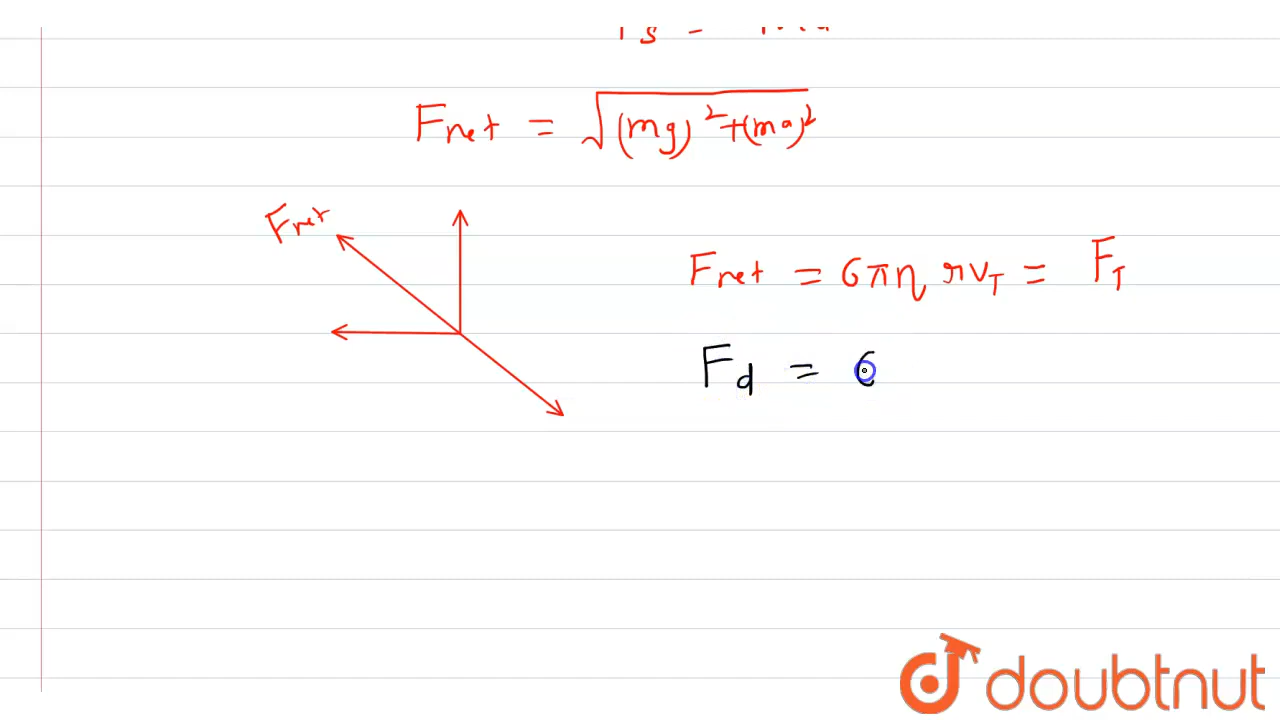 Fnet = √(mg)²+(ma)²
Fnet
Fnet = 6πη rv_T = F_T
F_d = 6
doubtnut